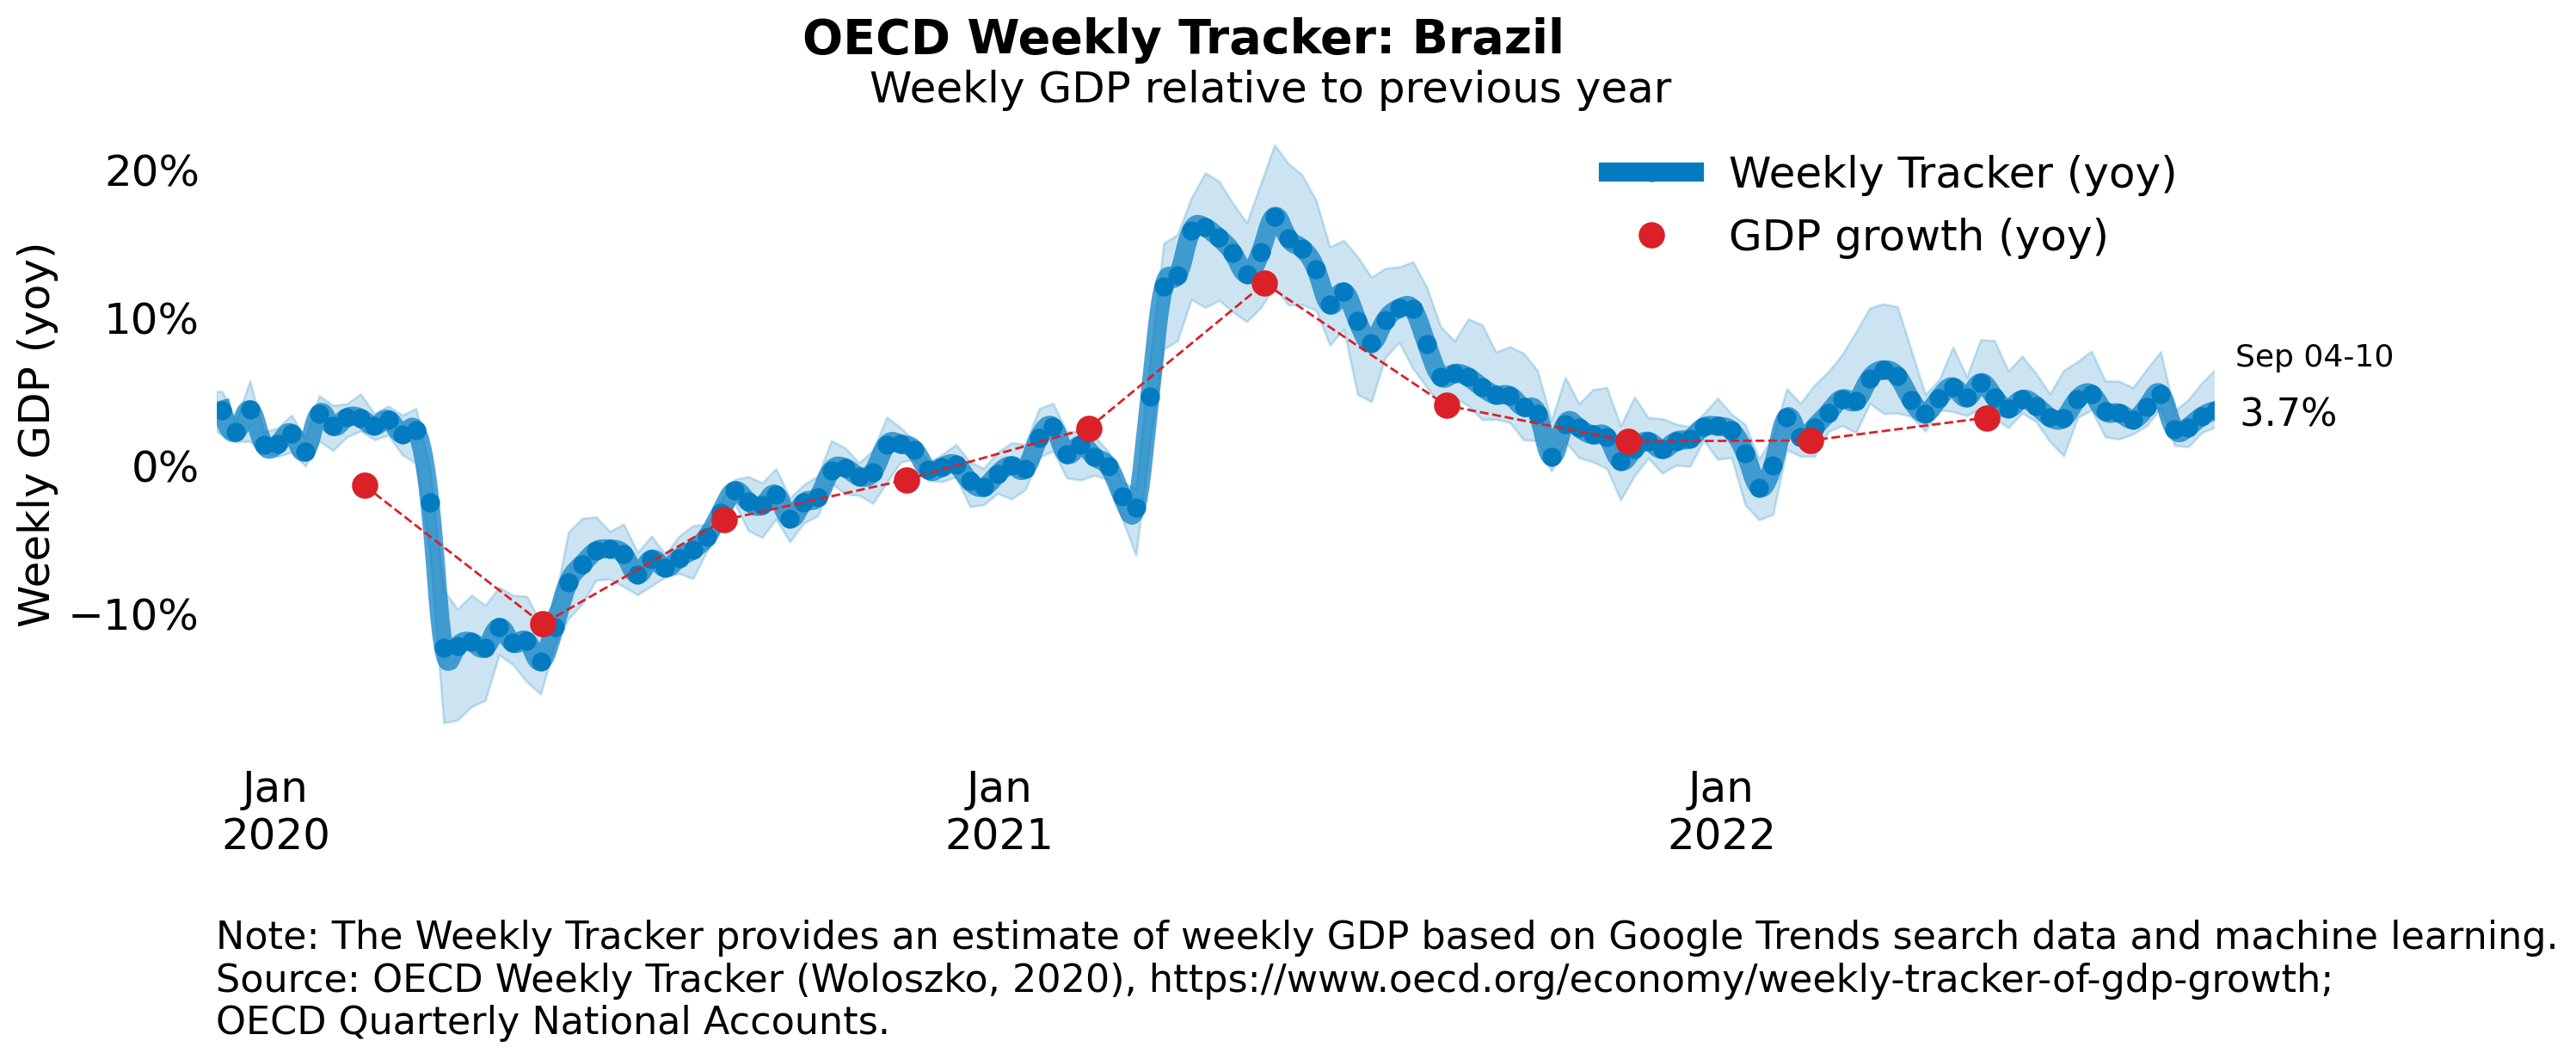 OECD Weekly Tracker: Brazil
Weekly GDP relative to previous year
Weekly GDP (yoy)
20%
10%
0%
−10%
Weekly Tracker (yoy)
GDP growth (yoy)
Sep 04-10
3.7%
Jan
2020
Jan
2021
Jan
2022
Note: The Weekly Tracker provides an estimate of weekly GDP based on Google Trends search data and machine learning.
Source: OECD Weekly Tracker (Woloszko, 2020), https://www.oecd.org/economy/weekly-tracker-of-gdp-growth;
OECD Quarterly National Accounts.